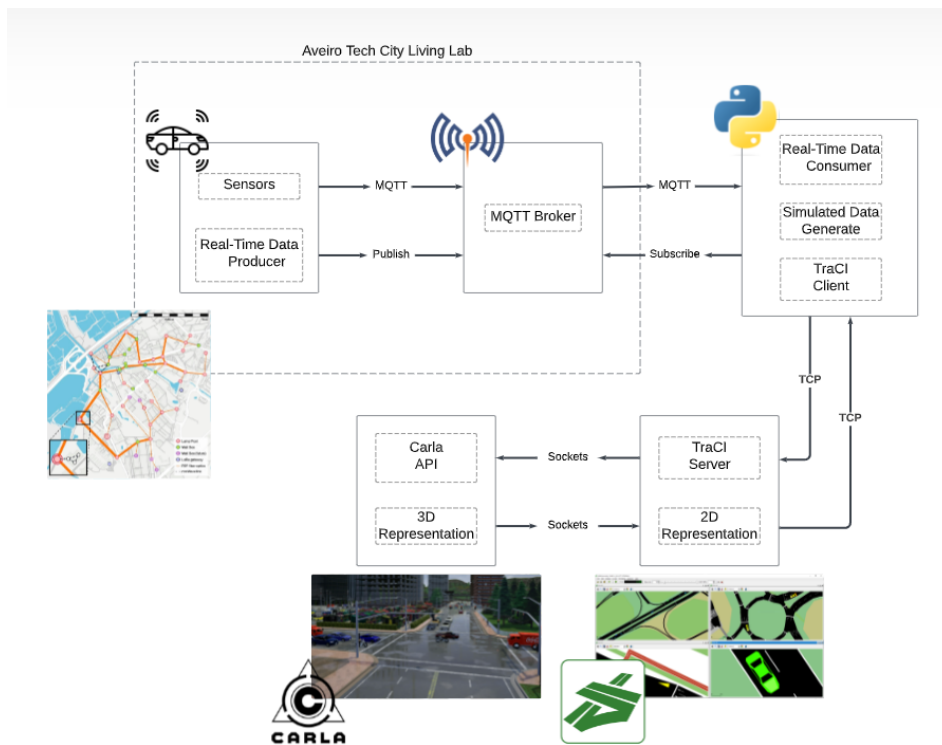 Aveiro Tech City Living Lab
Sensors
Real-Time Data
Producer
MQTT
Publish
MQTT Broker
MQTT
Subscribe
Real-Time Data
Consumer
Simulated Data
Generate
TraCI
Client
TCP
TCP
Carla
API
3D
Representation
Sockets
Sockets
TraCI
Server
2D
Representation
CARLA